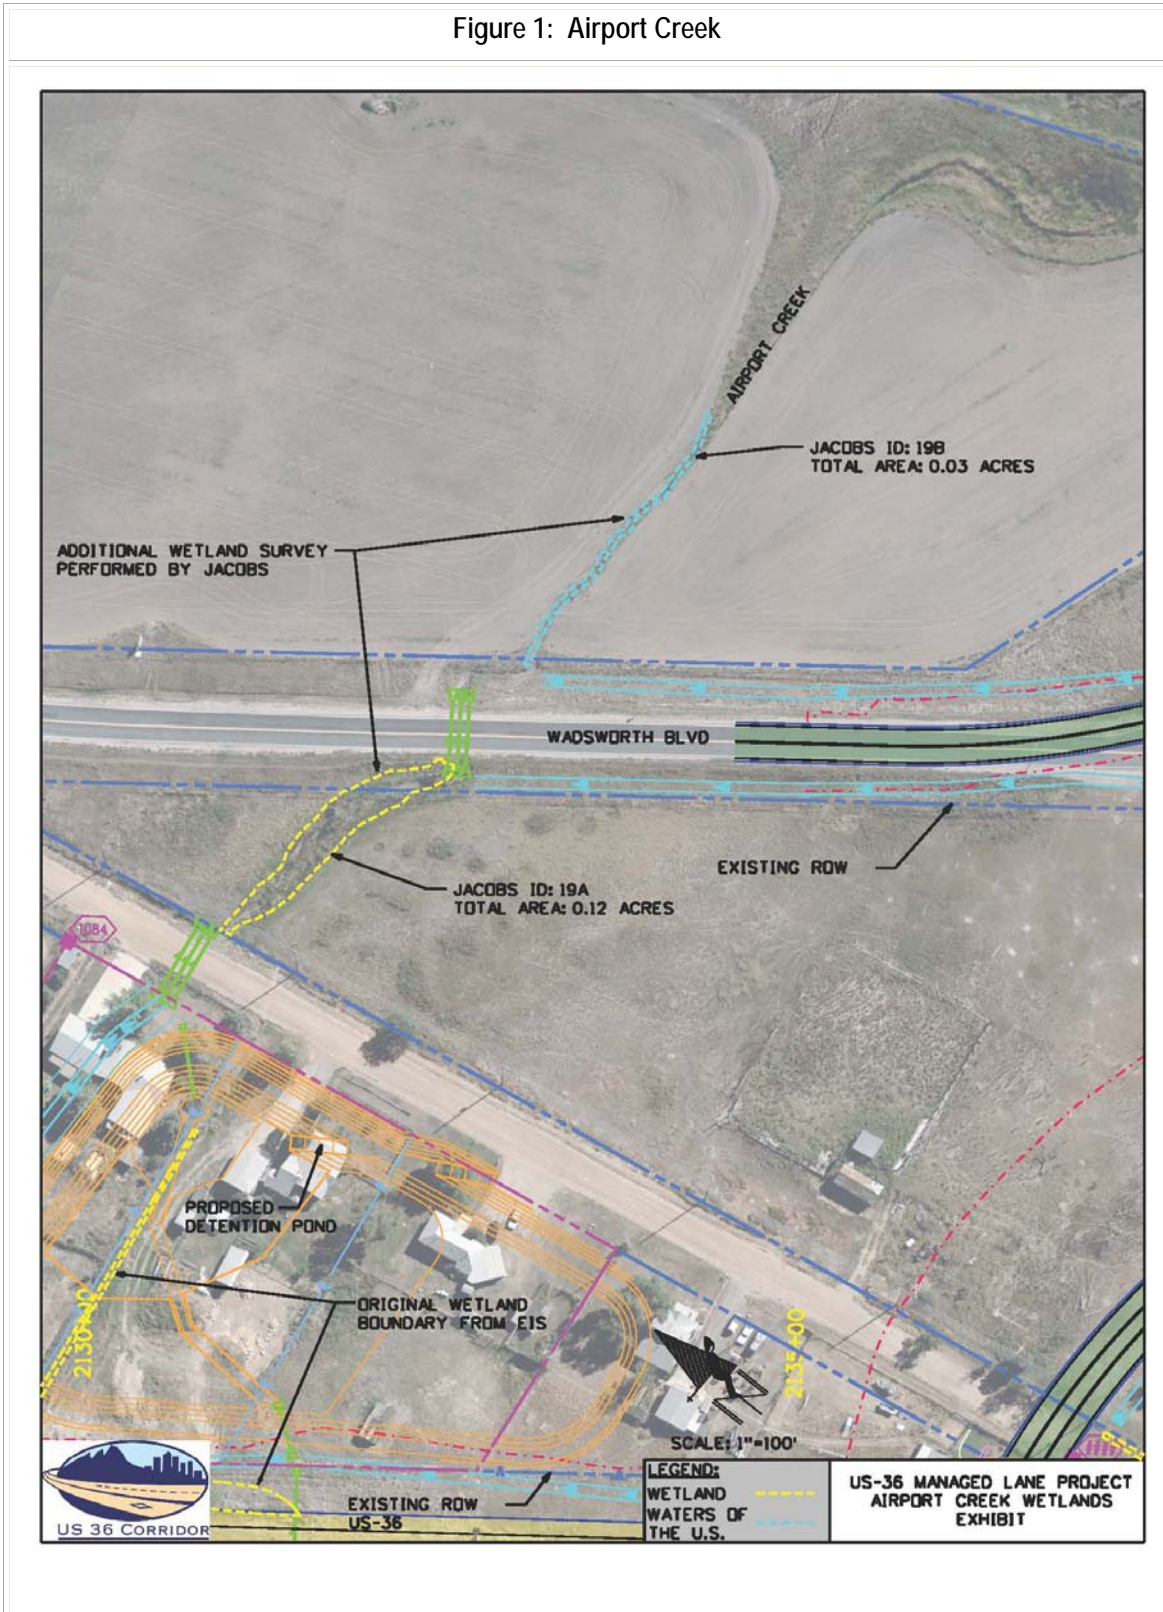 Figure 1: Airport Creek
AIRPORT CREEK
JACOBS ID: 19B
TOTAL AREA: 0.03 ACRES
ADDITIONAL WETLAND SURVEY
PERFORMED BY JACOBS
WADSWORTH BLVD
EXISTING ROW
JACOBS ID: 19A
TOTAL AREA: 0.12 ACRES
1084
PROPOSED
DETENTION POND
ORIGINAL WETLAND
BOUNDARY FROM EIS
2130+00
2135+00
SCALE: 1"=100'
EXISTING ROW
US-36
US 36 CORRIDOR
LEGEND:
WETLAND
WATERS OF
THE U.S.
US-36 MANAGED LANE PROJECT
AIRPORT CREEK WETLANDS
EXHIBIT